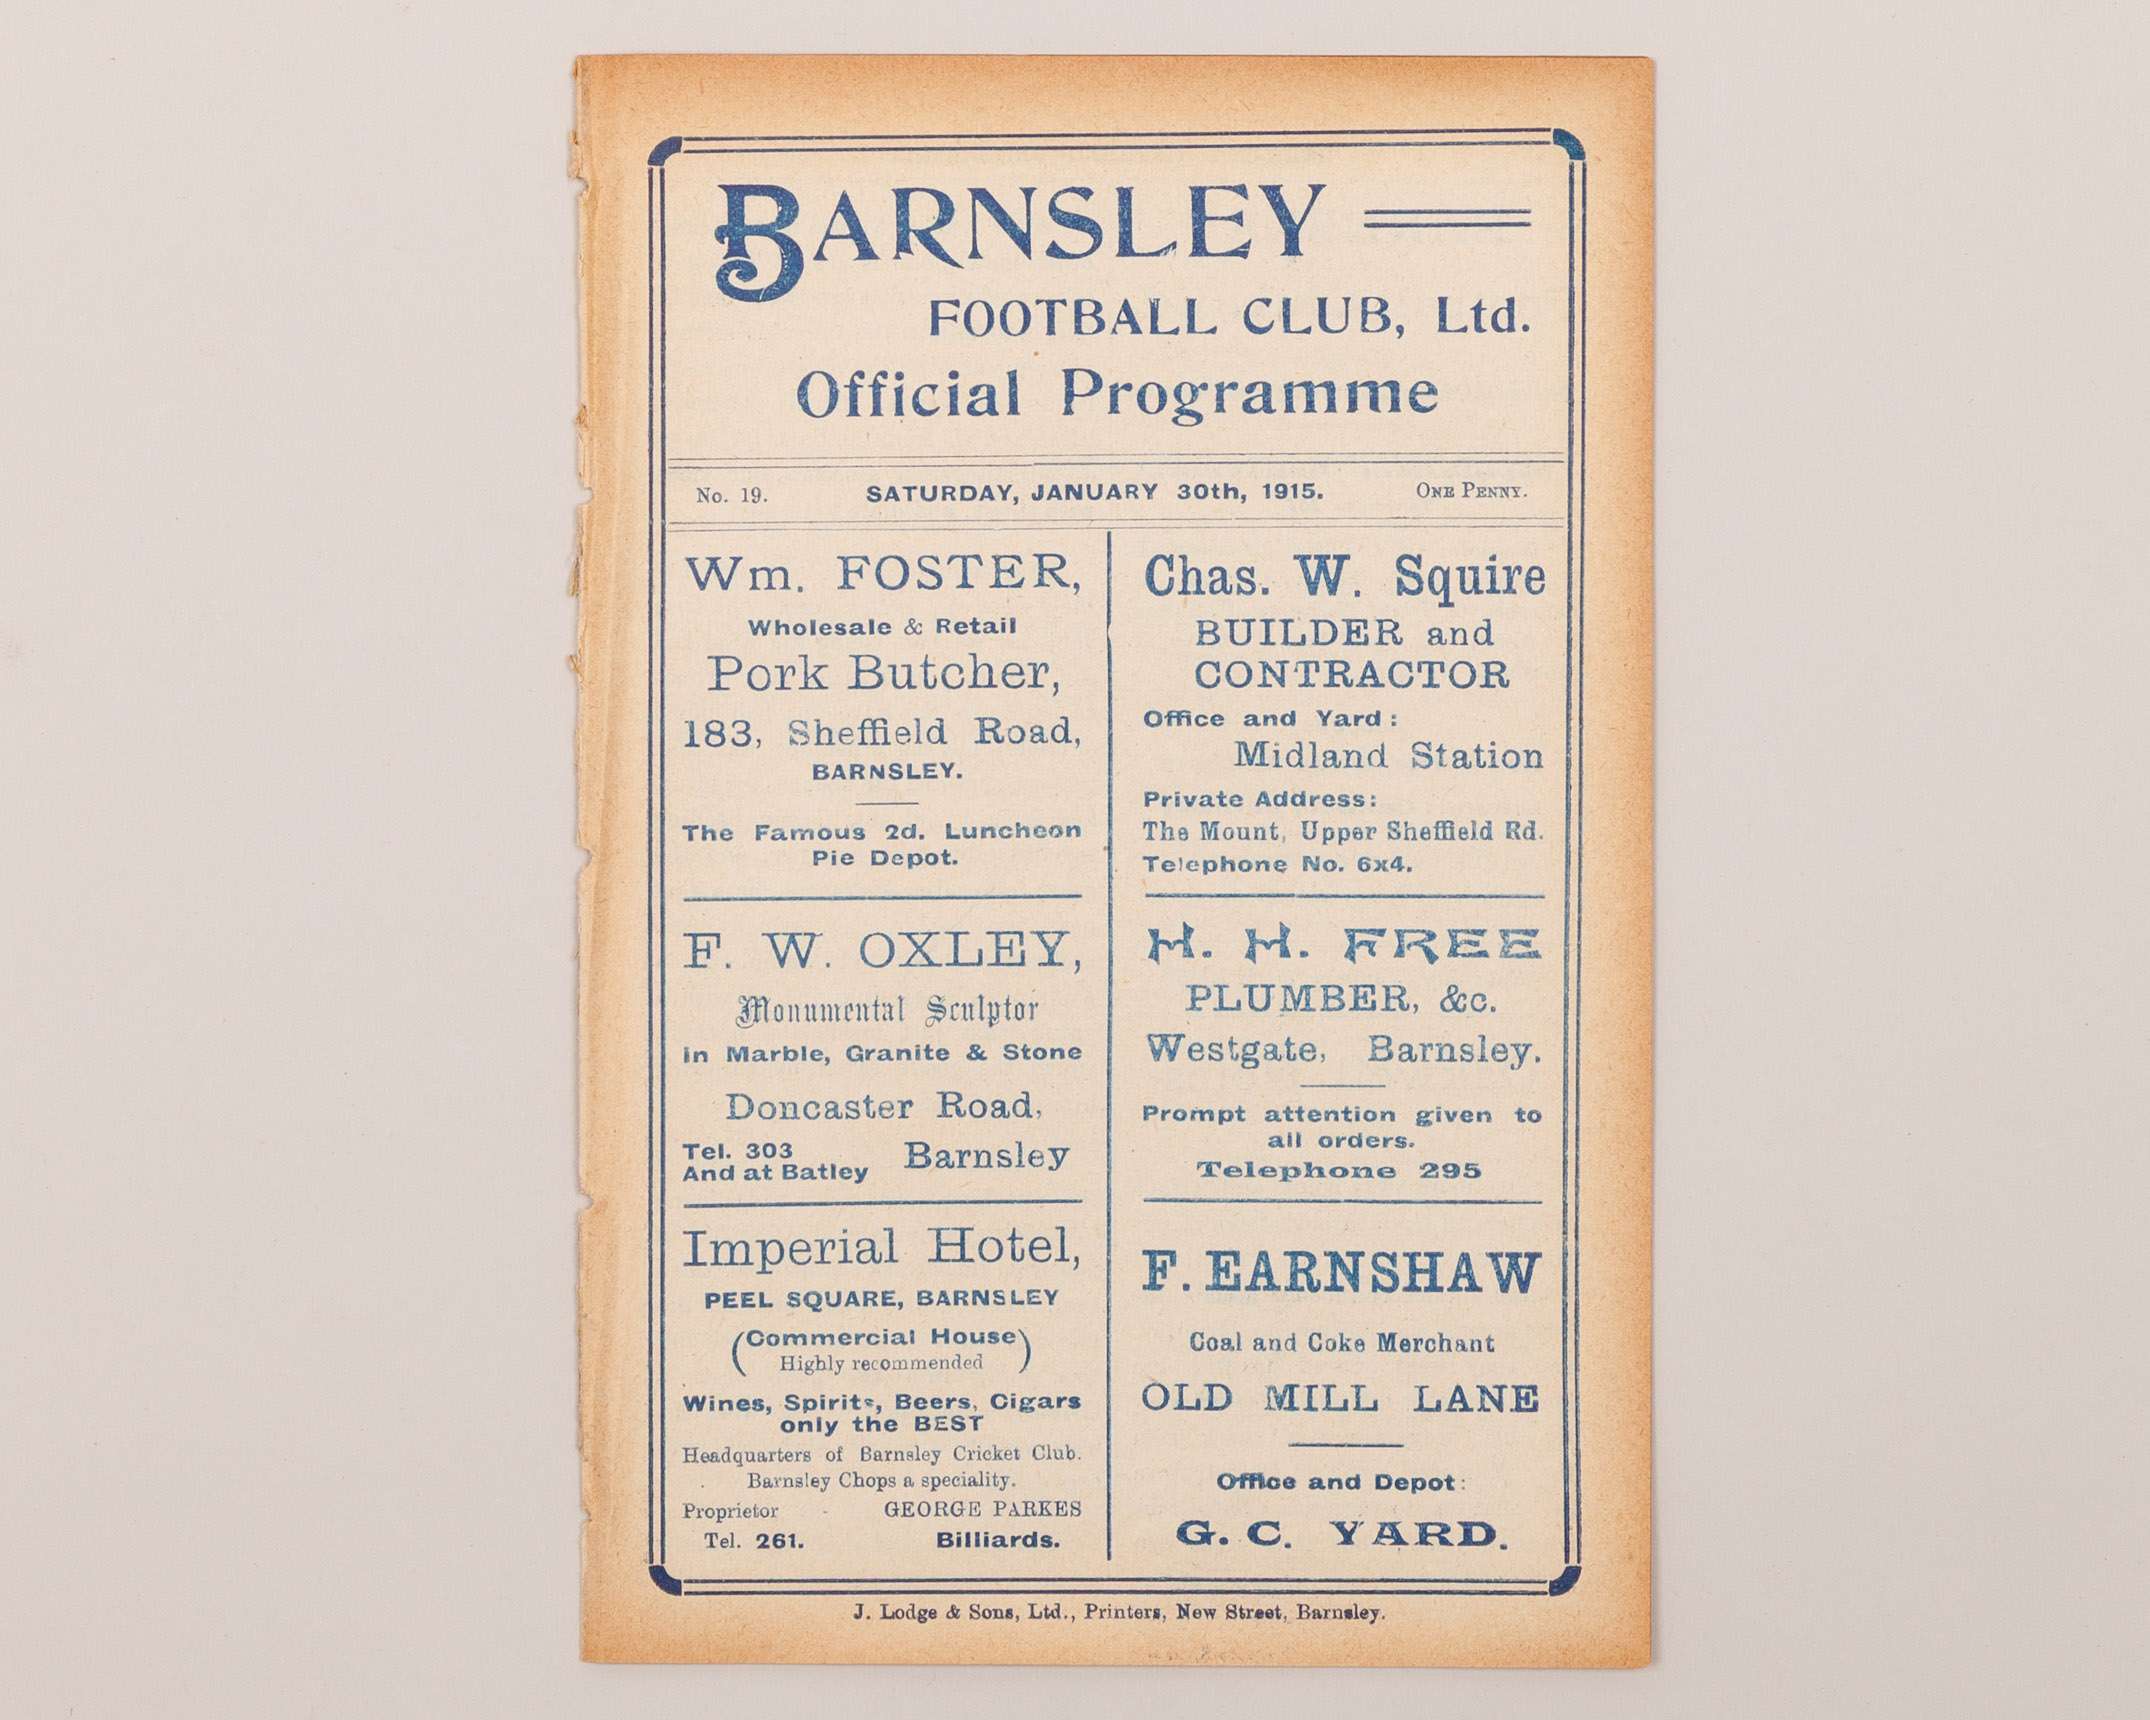 BARNSLEY
FOOTBALL CLUB, Ltd.
Official Programme
No. 19. SATURDAY, JANUARY 30th, 1915. ONE PENNY.
Wm. FOSTER,
Wholesale & Retail
Pork Butcher,
183, Sheffield Road,
BARNSLEY.
The Famous 2d. Luncheon
Pie Depot.
F. W. OXLEY,
Monumental Sculptor
in Marble, Granite & Stone
Doncaster Road,
Tel. 303
And at Batley
Barnsley
Imperial Hotel,
PEEL SQUARE, BARNSLEY
(Commercial House
Highly recommended)
Wines, Spirits, Beers, Cigars
only the BEST
Headquarters of Barnsley Cricket Club.
Barnsley Chops a speciality.
Proprietor - GEORGE PARKES
Tel. 261. Billiards.
Chas. W. Squire
BUILDER and
CONTRACTOR
Office and Yard:
Midland Station
Private Address:
The Mount, Upper Sheffield Rd.
Telephone No. 6x4.
H. H. FREE
PLUMBER, &c.
Westgate, Barnsley.
Prompt attention given to
all orders.
Telephone 295
F. EARNSHAW
Coal and Coke Merchant
OLD MILL LANE
Office and Depot:
G. C. YARD.
J. Lodge & Sons, Ltd., Printers, New Street, Barnsley.